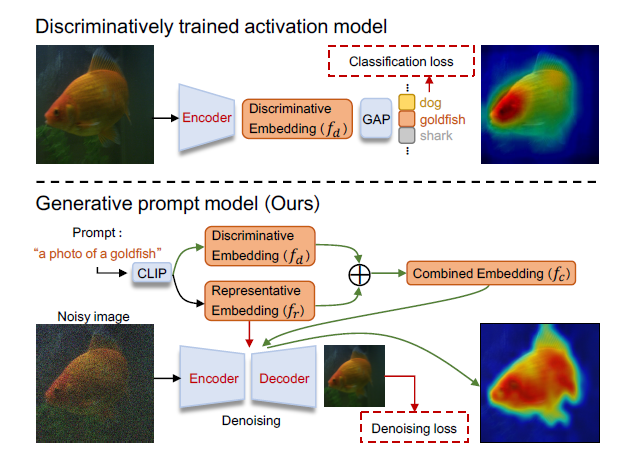 Discriminatively trained activation model
Classification loss
Encoder
Discriminative
Embedding (f_d)
GAP
dog
goldfish
shark
Generative prompt model (Ours)
Prompt :
“a photo of a goldfish”
CLIP
Discriminative
Embedding (f_d)
Representative
Embedding (f_r)
Combined Embedding (f_c)
Noisy image
Encoder
Decoder
Denoising
Denoising loss